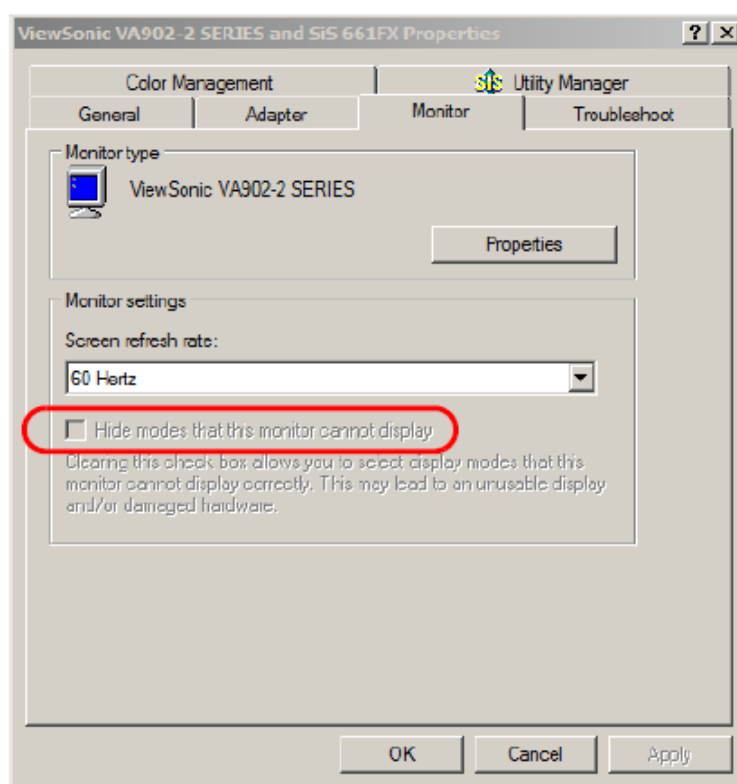 ViewSonic VA902-2 SERIES and SiS 661FX Properties
Color Management
SiS Utility Manager
General
Adapter
Monitor
Troubleshoot
Monitor type
ViewSonic VA902-2 SERIES
Properties
Monitor settings
Screen refresh rate:
60 Hertz
Hide modes that this monitor cannot display
Clearing this check box allows you to select display modes that this
monitor cannot display correctly. This may lead to an unusable display
and/or damaged hardware.
OK
Cancel
Apply